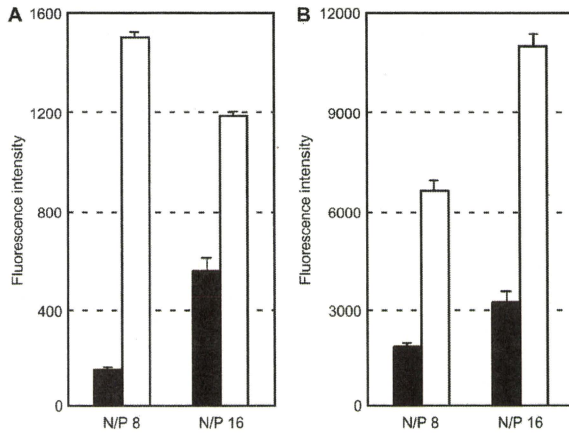 A
Fluorescence intensity
1600
1200
800
400
0
N/P 8
N/P 16
B
Fluorescence intensity
12000
9000
6000
3000
0
N/P 8
N/P 16